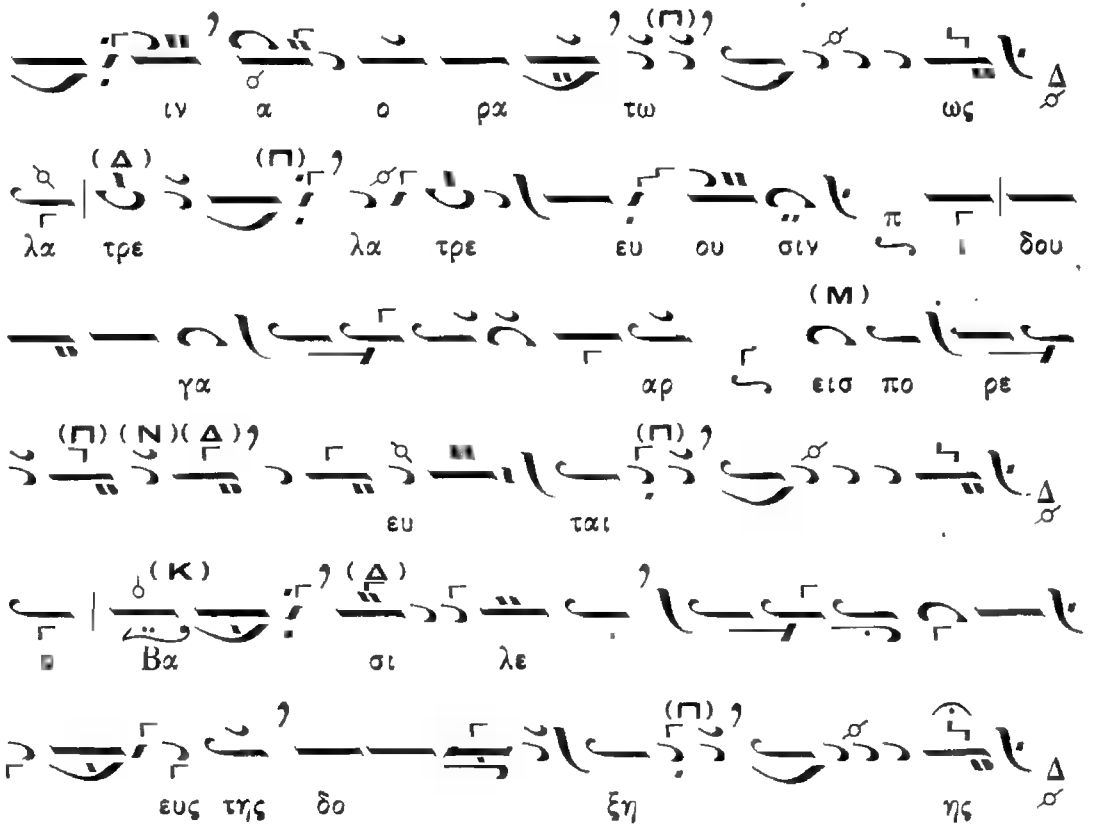 (Π)
ιν α ο ρα τω ως Δ
(Δ) (Π)
λα τρε λα τρε ευ ου σιν π ι δου
(Μ)
γα αρ εισ πο ρε
(Π) (Ν) (Δ) (Π)
ευ ται Δ
(Κ) (Δ)
Βα σι λε
(Π)
ευς της δο ξη ης Δ